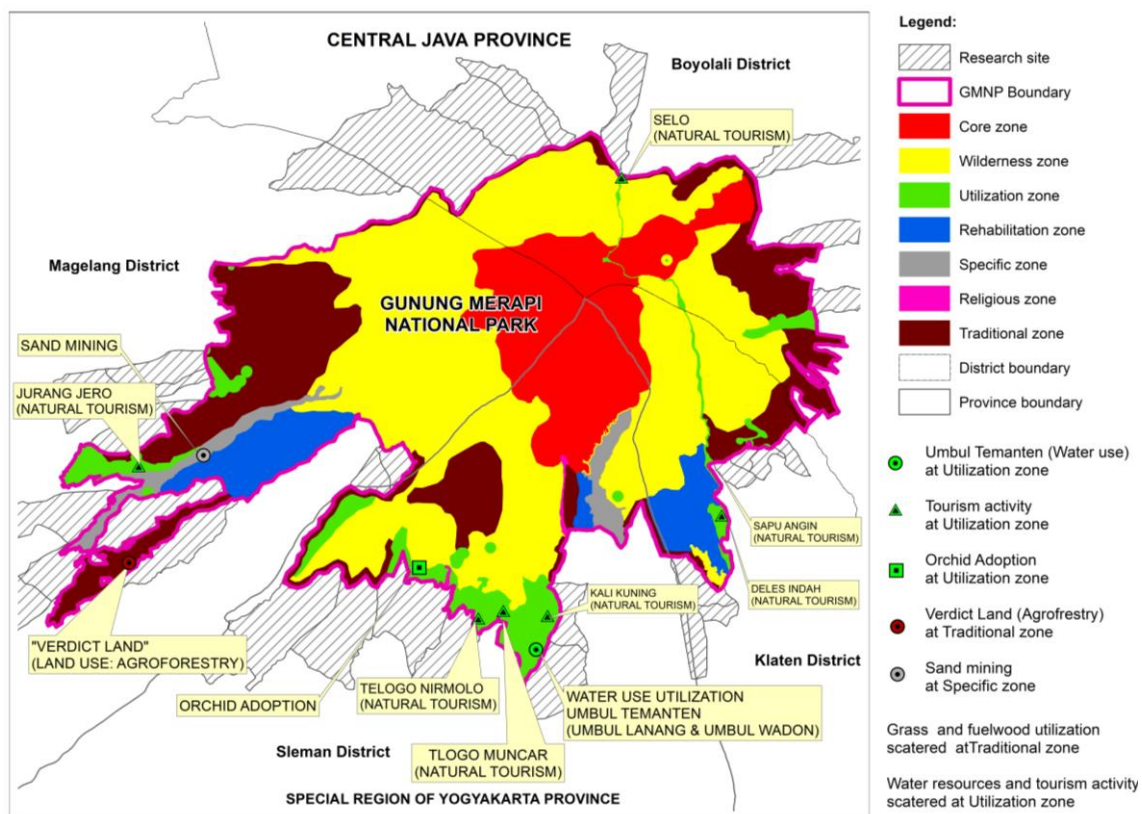 CENTRAL JAVA PROVINCE
Boyolali District
SELO
(NATURAL TOURISM)
Magelang District
GUNUNG MERAPI
NATIONAL PARK
SAND MINING
JURANG JERO
(NATURAL TOURISM)
SAPU ANGIN
(NATURAL TOURISM)
DELES INDAH
(NATURAL TOURISM)
KALI KUNING
(NATURAL TOURISM)
"VERDICT LAND"
(LAND USE: AGROFORESTRY)
ORCHID ADOPTION
TELOGO NIRMOLO
(NATURAL TOURISM)
TLOGO MUNCAR
(NATURAL TOURISM)
WATER USE UTILIZATION
UMBUL TEMANTEN
(UMBUL LANANG & UMBUL WADON)
Klaten District
Sleman District
SPECIAL REGION OF YOGYAKARTA PROVINCE
Legend:
Research site
GMNP Boundary
Core zone
Wilderness zone
Utilization zone
Rehabilitation zone
Specific zone
Religious zone
Traditional zone
District boundary
Province boundary
Umbul Temanten (Water use)
at Utilization zone
Tourism activity
at Utilization zone
Orchid Adoption
at Utilization zone
Verdict Land (Agrofrestry)
at Traditional zone
Sand mining
at Specific zone
Grass and fuelwood utilization
scatered atTraditional zone
Water resources and tourism activity
scatered at Utilization zone